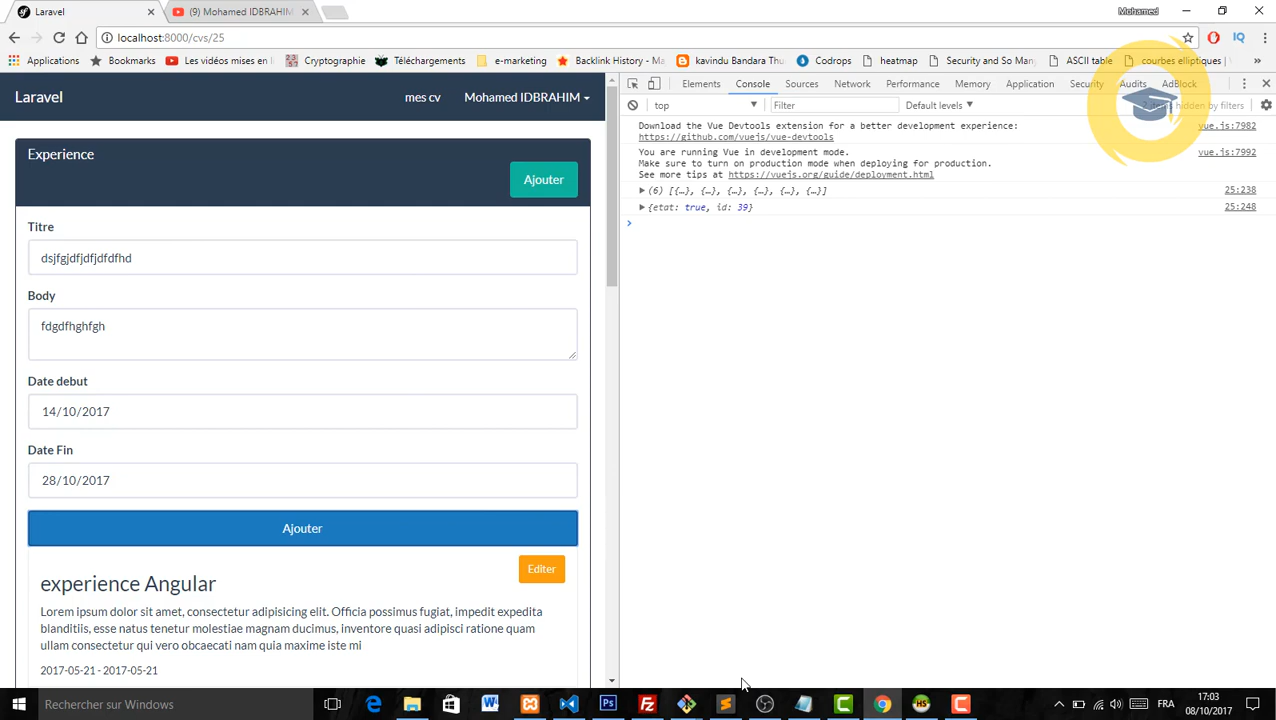 Laravel
(9) Mohamed IDBRAHIM
Mohamed
localhost:8000/cvs/25
Applications
Bookmarks
Les vidéos mises en l
Cryptographie
Téléchargements
e-marketing
Backlink History - Ma
kavindu Bandara Thu
Codrops
heatmap
Security and So Man
ASCII table
courbes elliptiques
Laravel
mes cv
Mohamed IDBRAHIM
Elements
Console
Sources
Network
Performance
Memory
Application
Security
Audits
AdBlock
top
Filter
Default levels
2 items hidden by filters
Download the Vue Devtools extension for a better development experience:
vue.js:7982
https://github.com/vuejs/vue-devtools
You are running Vue in development mode.
vue.js:7992
Make sure to turn on production mode when deploying for production.
See more tips at https://vuejs.org/guide/deployment.html
(6) [{…}, {…}, {…}, {…}, {…}, {…}]
25:238
{etat: true, id: 39}
25:248
Experience
Ajouter
Titre
dsjfgjdfjdfjdfdfhd
Body
fdgdfhghfgh
Date debut
14/10/2017
Date Fin
28/10/2017
Ajouter
Editer
experience Angular
Lorem ipsum dolor sit amet, consectetur adipisicing elit. Officia possimus fugiat, impedit expedita
blanditiis, esse natus tenetur molestiae magnam ducimus, inventore quasi adipisci ratione quam
ullam consectetur qui vero obcaecati nam quia maxime iste mi
2017-05-21 - 2017-05-21
Rechercher sur Windows
FRA
17:03
08/10/2017